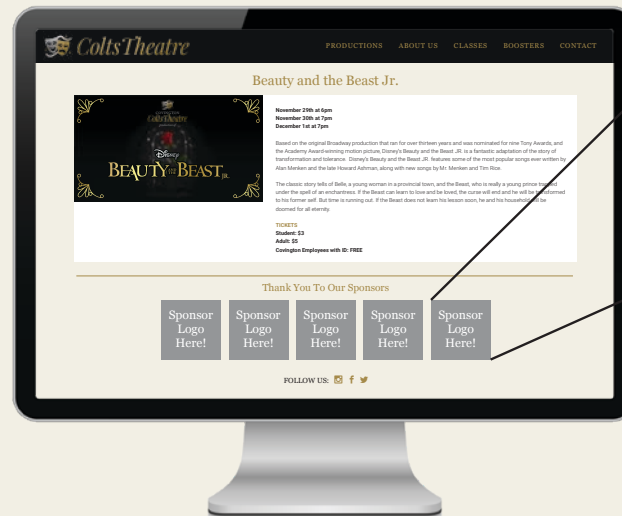 Colts Theatre
PRODUCTIONS ABOUT US CLASSES BOOSTERS CONTACT
Beauty and the Beast Jr.
COVINGTON
Colts Theatre
Disney
BEAUTY AND THE BEAST JR.
November 29th at 6pm
November 30th at 7pm
December 1st at 7pm
Based on the original Broadway production that ran for over thirteen years and was nominated for nine Tony Awards, and
the Academy Award-winning motion picture, Disney's Beauty and the Beast JR. is a fantastic adaptation of the story of
transformation and tolerance. Disney's Beauty and the Beast JR. features some of the most popular songs ever written by
Alan Menken and the late Howard Ashman, along with new songs by Mr. Menken and Tim Rice.
The classic story tells of Belle, a young woman in a provincial town, and the Beast, who is really a young prince trapped
under the spell of an enchantress. If the Beast can learn to love and be loved, the curse will end and he will be transformed
to his former self. But time is running out. If the Beast does not learn his lesson soon, he and his household will be
doomed for all eternity.
TICKETS
Student: $3
Adult: $5
Covington Employees with ID: FREE
Thank You To Our Sponsors
Sponsor Logo Here!
Sponsor Logo Here!
Sponsor Logo Here!
Sponsor Logo Here!
Sponsor Logo Here!
FOLLOW US: